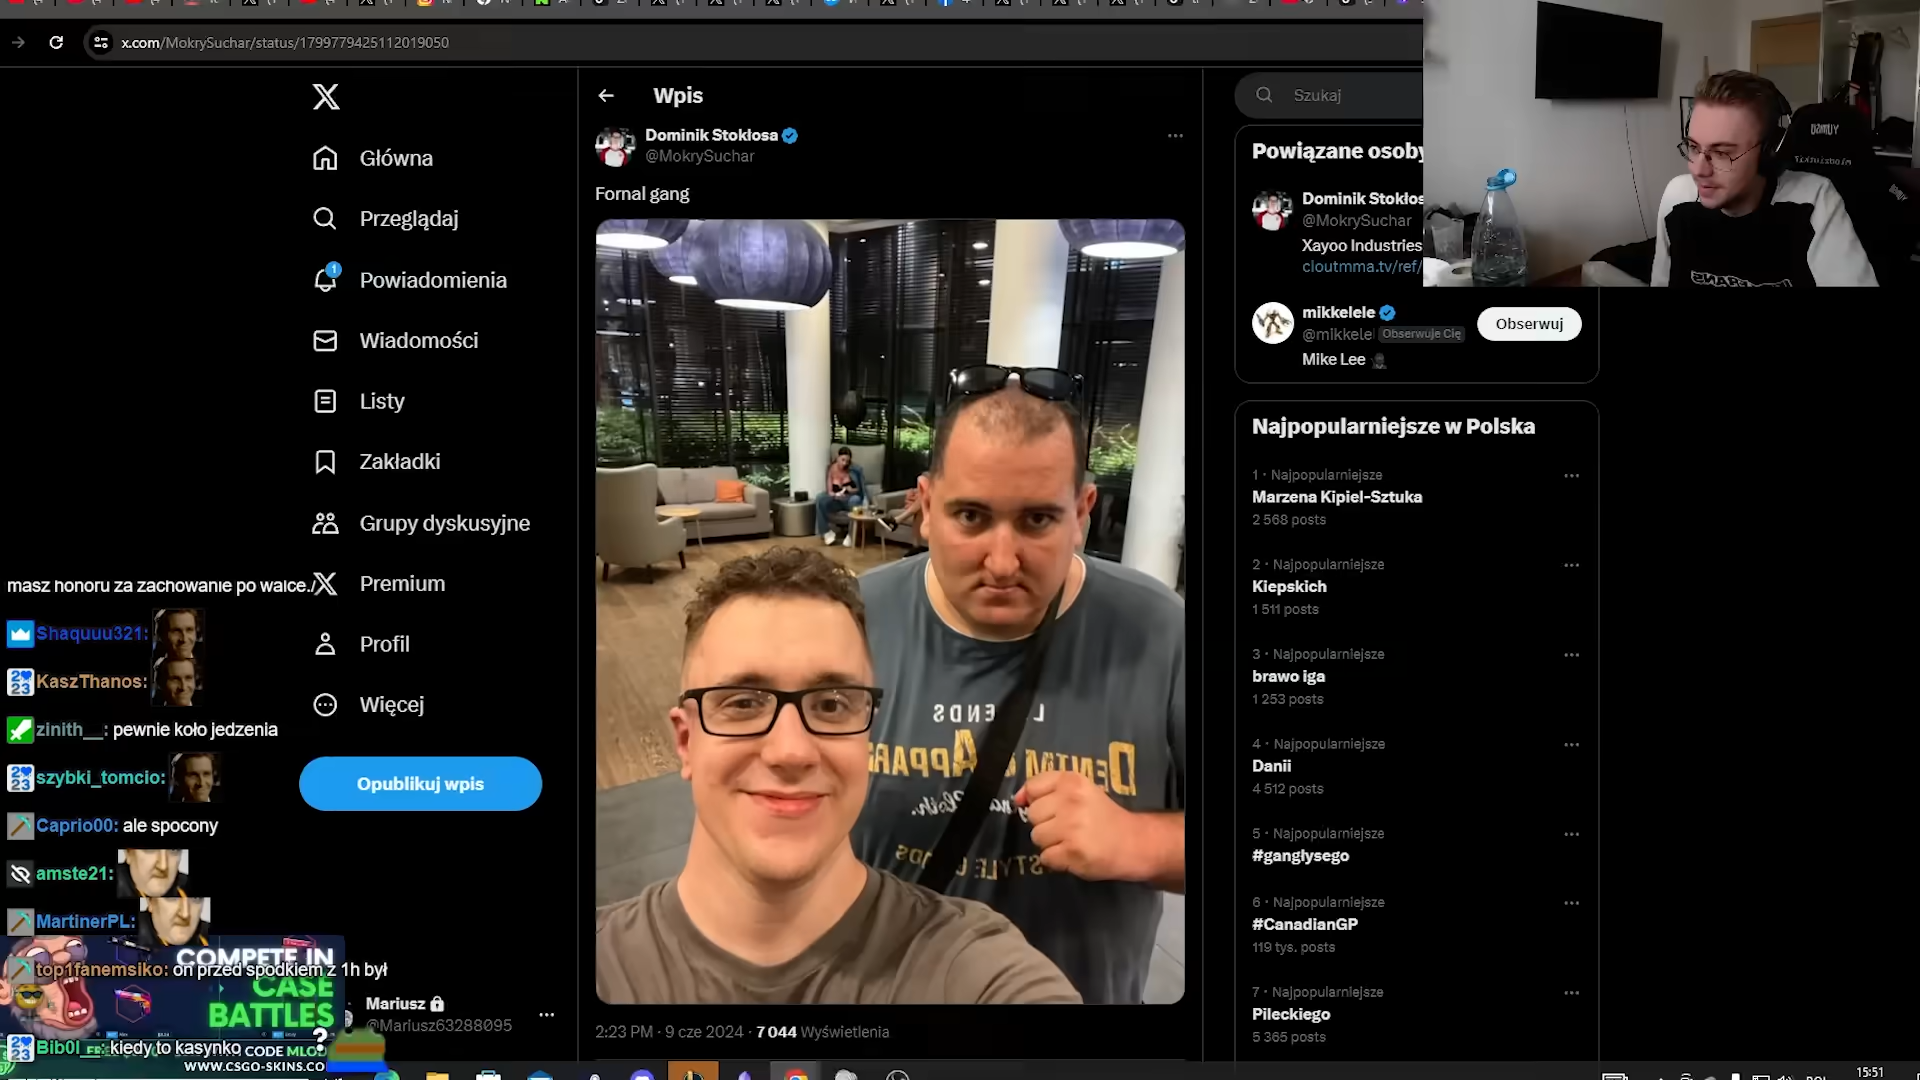 x.com/MokrySuchar/status/1799779425112019050
Główna
Przeglądaj
1
Powiadomienia
Wiadomości
Listy
Zakładki
Grupy dyskusyjne
Premium
Profil
Więcej
Opublikuj wpis
Mariusz
@Mariusz63288095
masz honoru za zachowanie po walce./
Shaquuu321:
KaszThanos:
zinith__: pewnie koło jedzenia
szybki_tomcio:
Caprio00: ale spocony
amste21:
MartinerPL:
top1fanemsiko: on przed spodkiem z 1h był
Bib0l__: kiedy to kasynko
COMPETE IN
CASE
BATTLES
CODE
WWW.CSGO-SKINS.CO
Wpis
Dominik Stokłosa
@MokrySuchar
Fornal gang
2:23 PM · 9 cze 2024 · 7 044 Wyświetlenia
Szukaj
Powiązane osoby
@MokrySuchar
Xayoo Industries
cloutmma.tv/ref/
mikkelele
Obserwuje Cię
Mike Lee
Obserwuj
Najpopularniejsze w Polska
1 · Najpopularniejsze
Marzena Kipiel-Sztuka
2 568 posts
2 · Najpopularniejsze
Kiepskich
1 511 posts
3 · Najpopularniejsze
brawo iga
1 253 posts
4 · Najpopularniejsze
Danii
4 512 posts
5 · Najpopularniejsze
#ganglysego
6 · Najpopularniejsze
#CanadianGP
119 tys. posts
7 · Najpopularniejsze
Pileckiego
5 365 posts
15:51